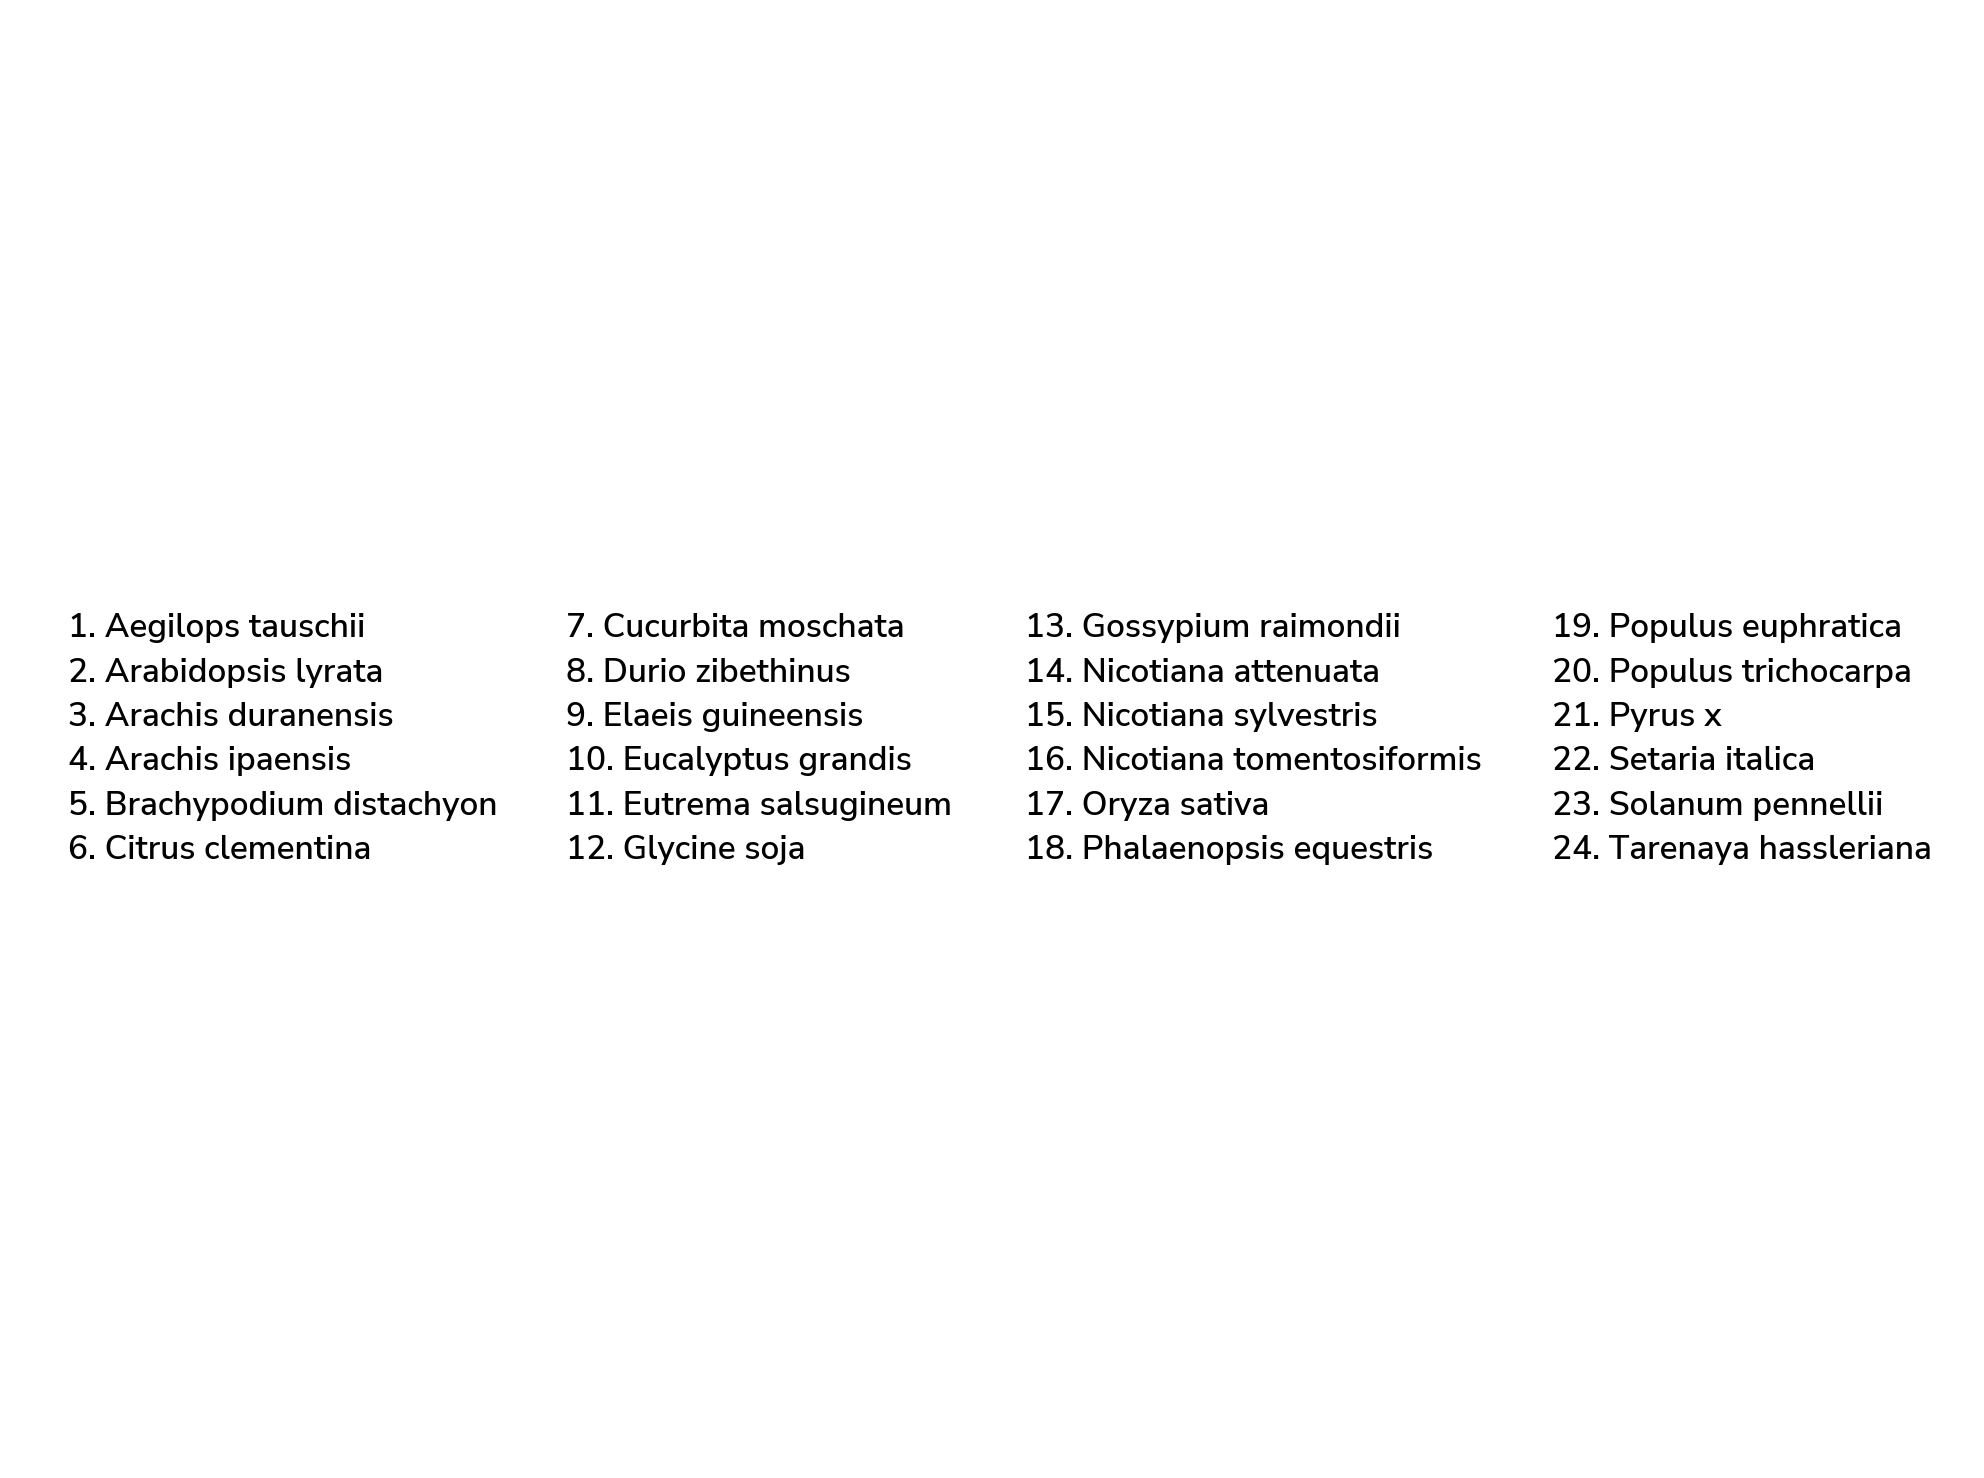 1. Aegilops tauschii
2. Arabidopsis lyrata
3. Arachis duranensis
4. Arachis ipaensis
5. Brachypodium distachyon
6. Citrus clementina
7. Cucurbita moschata
8. Durio zibethinus
9. Elaeis guineensis
10. Eucalyptus grandis
11. Eutrema salsugineum
12. Glycine soja
13. Gossypium raimondii
14. Nicotiana attenuata
15. Nicotiana sylvestris
16. Nicotiana tomentosiformis
17. Oryza sativa
18. Phalaenopsis equestris
19. Populus euphratica
20. Populus trichocarpa
21. Pyrus x
22. Setaria italica
23. Solanum pennellii
24. Tarenaya hassleriana